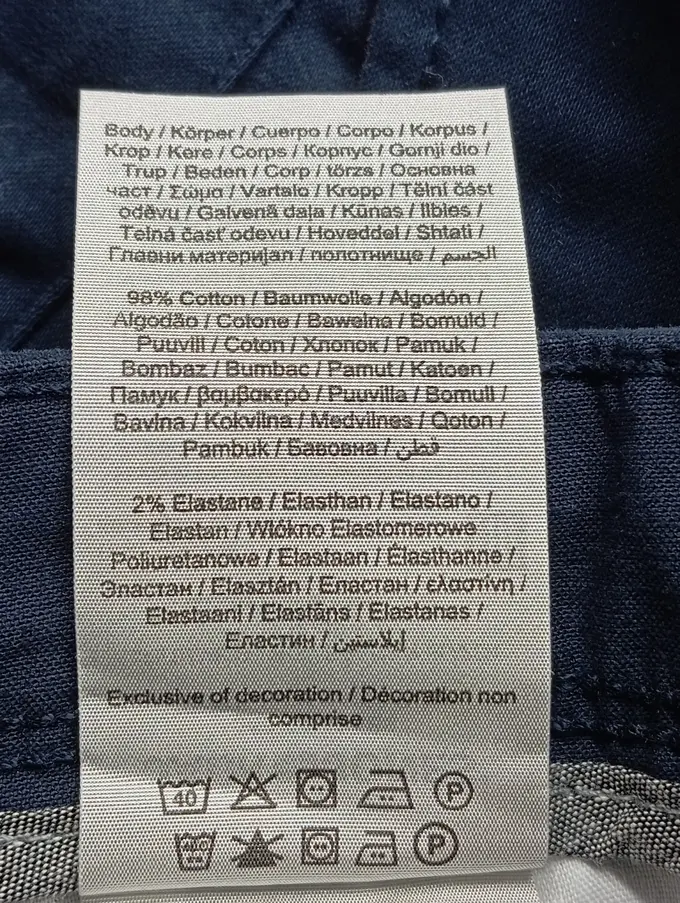 Body / Körper / Cuerpo / Corpo / Korpus /
Krop / Kere / Corps / Корпус / Gornji dio /
Trup / Beden / Corp / törzs / Основна
част / Σώμα / Vartalo / Kropp / Tělní část
oděvu / Galvenā daļa / Kūnas / Ilbles /
Telná časť odevu / Hoveddel / Shtati /
Главни материјал / полотнище / الجسم
98% Cotton / Baumwolle / Algodón /
Algodão / Cotone / Bawełna / Bomuld /
Puuvill / Coton / Хлопок / Pamuk /
Bombaž / Bumbac / Pamut / Katoen /
Памук / βαμβακερό / Puuvilla / Bomull /
Bavlna / Kokvilna / Medvilnės / Qoton /
Pambuk / Бавовна / قطن
2% Elastane / Elasthan / Elastano /
Elastan / Włókno Elastomerowe
Poliuretanowe / Elastaan / Élasthanne /
Эластан / Elasztán / Еластан / ελαστίνη /
Elastaani / Elastāns / Elastanas /
Еластин / إيلاستين
Exclusive of decoration / Décoration non
comprise
40 P
P